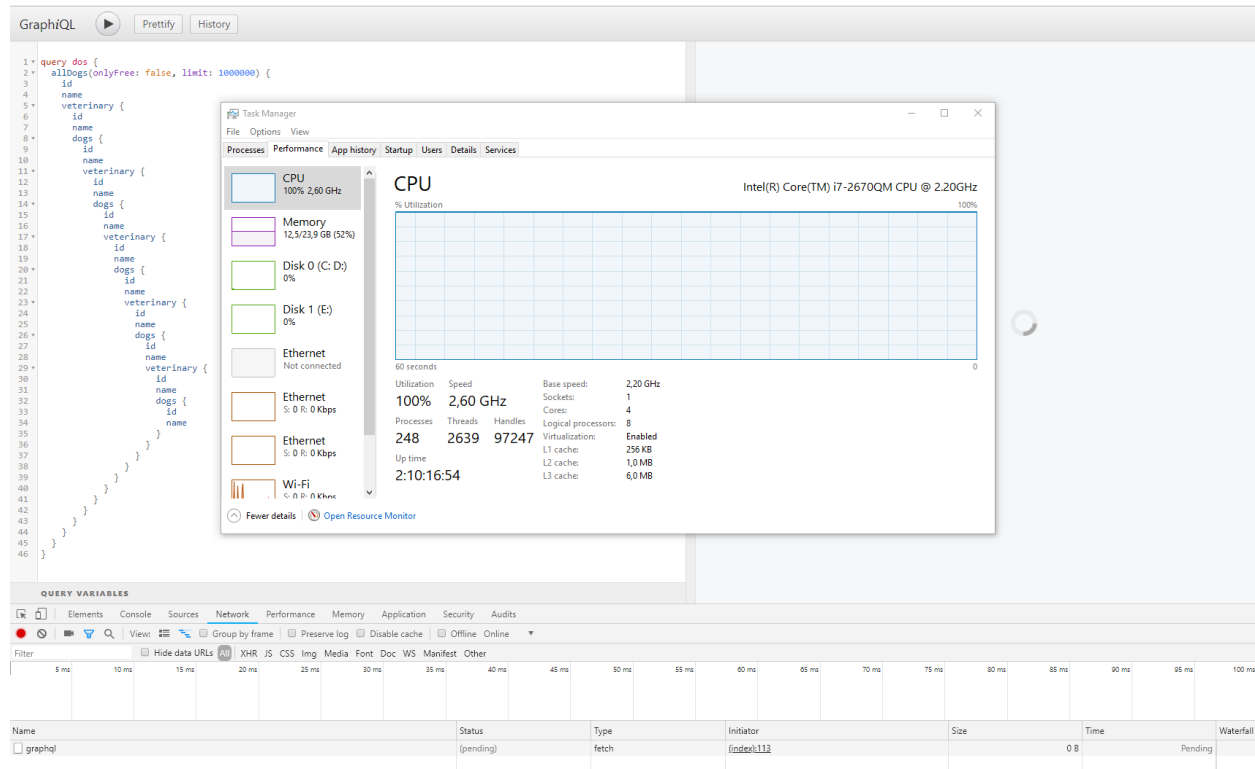 GraphiQL Prettify History
1 query dos {
2 allDogs(onlyFree: false, limit: 1000000) {
3 id
4 name
5 veterinary {
6 id
7 name
8 dogs {
9 id
10 name
11 veterinary {
12 id
13 name
14 dogs {
15 id
16 name
17 veterinary {
18 id
19 name
20 dogs {
21 id
22 name
23 veterinary {
24 id
25 name
26 dogs {
27 id
28 name
29 veterinary {
30 id
31 name
32 dogs {
33 id
34 name
35 }
36 }
37 }
38 }
39 }
40 }
41 }
42 }
43 }
44 }
45 }
46 }
QUERY VARIABLES
Task Manager
File Options View
Processes Performance App history Startup Users Details Services
CPU
100% 2,60 GHz
Memory
12,5/23,9 GB (52%)
Disk 0 (C: D:)
0%
Disk 1 (E:)
0%
Ethernet
Not connected
Ethernet
S: 0 R: 0 Kbps
Ethernet
S: 0 R: 0 Kbps
Wi-Fi
S: 0 R: 0 Kbps
CPU Intel(R) Core(TM) i7-2670QM CPU @ 2.20GHz
% Utilization 100%
60 seconds 0
Utilization Speed
100% 2,60 GHz
Processes Threads Handles
248 2639 97247
Up time
2:10:16:54
Base speed: 2,20 GHz
Sockets: 1
Cores: 4
Logical processors: 8
Virtualization: Enabled
L1 cache: 256 KB
L2 cache: 1,0 MB
L3 cache: 6,0 MB
Fewer details Open Resource Monitor
Elements Console Sources Network Performance Memory Application Security Audits
View: Group by frame Preserve log Disable cache Offline Online
Filter Hide data URLs All XHR JS CSS Img Media Font Doc WS Manifest Other
5 ms 10 ms 15 ms 20 ms 25 ms 30 ms 35 ms 40 ms 45 ms 50 ms 55 ms 60 ms 65 ms 70 ms 75 ms 80 ms 85 ms 90 ms 95 ms 100 ms
Name Status Type Initiator Size Time Waterfall
graphql (pending) fetch (index):113 0 B Pending